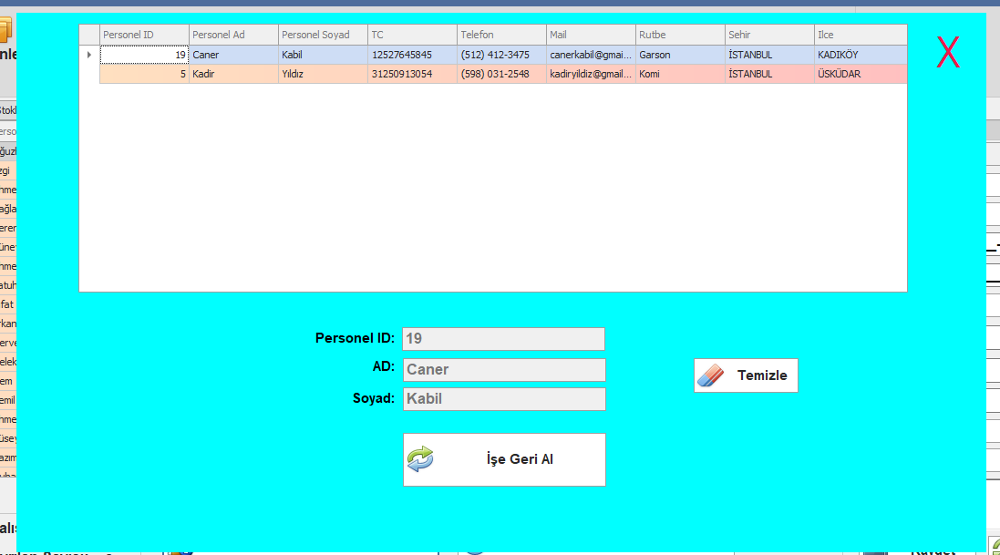 Personel ID Personel Ad Personel Soyad TC Telefon Mail Rutbe Sehir Ilce
19 Caner Kabil 12527645845 (512) 412-3475 canerkabil@gmai... Garson İSTANBUL KADIKÖY
5 Kadir Yıldız 31250913054 (598) 031-2548 kadiryildiz@gmail... Komi İSTANBUL ÜSKÜDAR
X
Personel ID: 19
AD: Caner
Temizle
Soyad: Kabil
İşe Geri Al